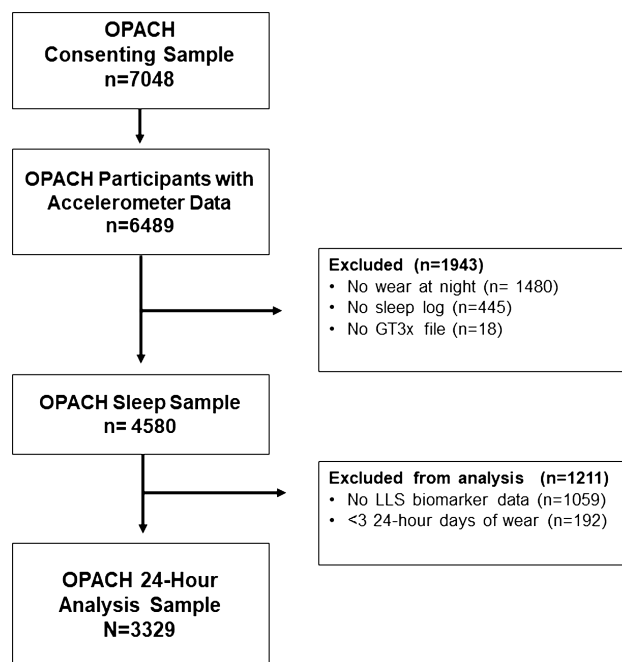 OPACH
Consenting Sample
n=7048
OPACH Participants with
Accelerometer Data
n=6489
Excluded (n=1943)
• No wear at night (n= 1480)
• No sleep log (n=445)
• No GT3x file (n=18)
OPACH Sleep Sample
n= 4580
Excluded from analysis (n=1211)
• No LLS biomarker data (n=1059)
• <3 24-hour days of wear (n=192)
OPACH 24-Hour
Analysis Sample
N=3329